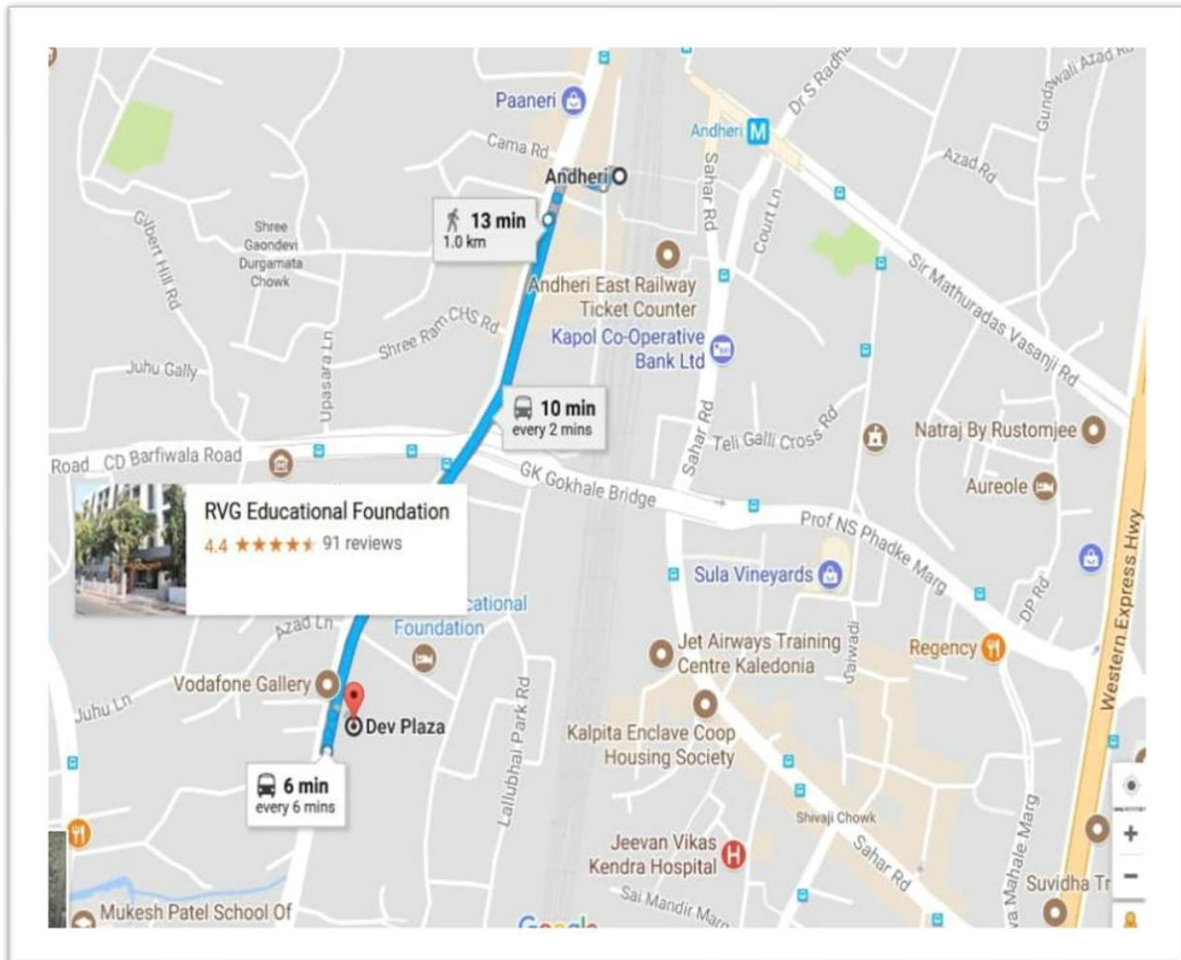 Paaneri
Cama Rd
Andheri
13 min
1.0 km
Andheri
M
Dr S Radha
Gundawali Azad Rd
Azad Rd
Sahar Rd
Court Ln
Gilbert Hill Rd
Shree
Gaondevi
Durgamata
Chowk
Andheri East Railway
Ticket Counter
Kapol Co-Operative
Bank Ltd
Sir Mathuradas Vasanji Rd
Shree Ram CHS Rd
Upasara Ln
Juhu Gally
10 min
every 2 mins
Sahar Rd
Teli Galli Cross Rd
Natraj By Rustomjee
Aureole
Road
CD Barfiwala Road
GK Gokhale Bridge
Prof NS Phadke Marg
RVG Educational Foundation
4.4 ★★★★★ 91 reviews
cational
Foundation
Azad Ln
Sula Vineyards
DP Rd
Western Express Hwy
Jet Airways Training
Centre Kaledonia
Saiwadi
Regency
Vodafone Gallery
Juhu Ln
Dev Plaza
Lallubhai Park Rd
Kalpita Enclave Coop
Housing Society
6 min
every 6 mins
Shivaji Chowk
Jeevan Vikas
Kendra Hospital
H
Sahar Rd
va Mahale Marg
Suvidha Tr
Sai Mandir Marg
Mukesh Patel School Of
Google
+
−